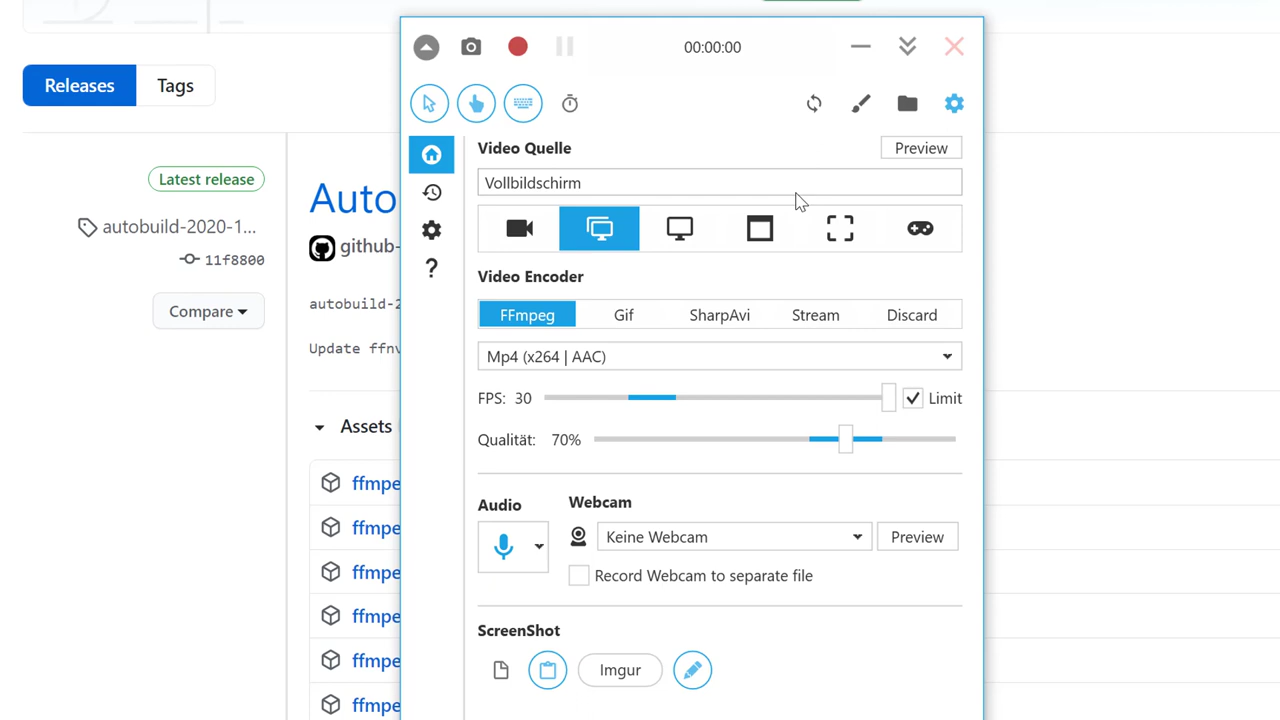 00:00:00
Releases
Tags
Video Quelle
Preview
Latest release
Vollbildschirm
Auto
autobuild-2020-1...
github-
11f8800
Video Encoder
autobuild-2
Compare
FFmpeg
Gif
SharpAvi
Stream
Discard
Update ffnv
Mp4 (x264 | AAC)
FPS: 30
Limit
Assets
Qualität: 70%
ffmpe
Audio
Webcam
ffmpe
Keine Webcam
Preview
ffmpe
Record Webcam to separate file
ffmpe
ScreenShot
ffmpe
Imgur
ffmpe
?